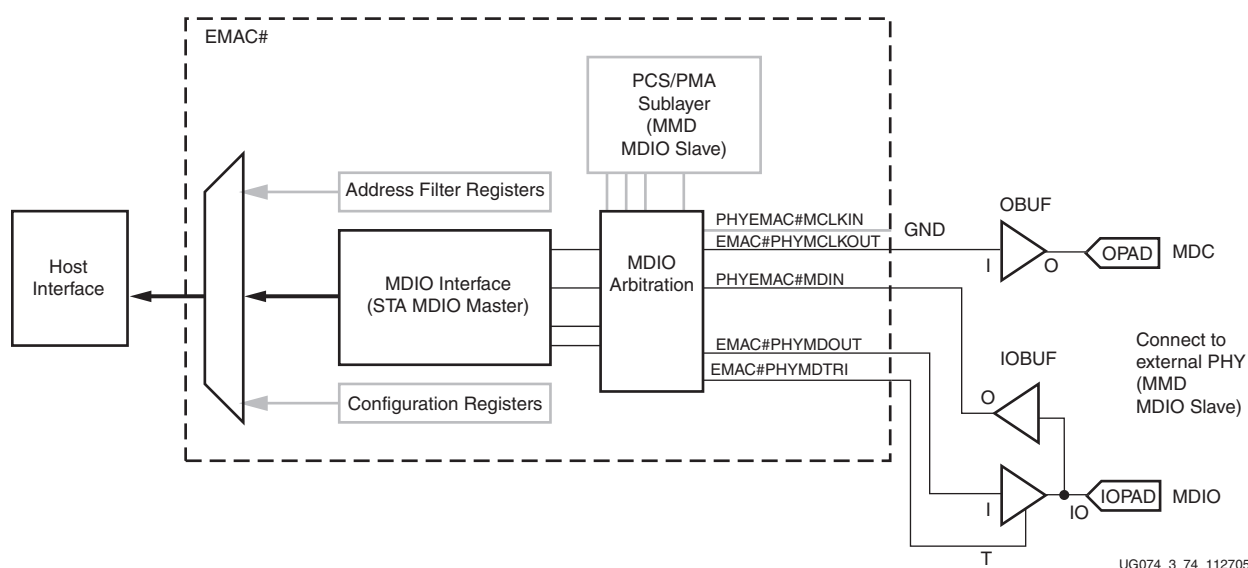 EMAC#
PCS/PMA
Sublayer
(MMD
MDIO Slave)
Address Filter Registers
Host
Interface
MDIO Interface
(STA MDIO Master)
MDIO
Arbitration
Configuration Registers
PHYEMAC#MCLKIN
EMAC#PHYMCLKOUT
PHYEMAC#MDIN
EMAC#PHYMDOUT
EMAC#PHYMDTRI
GND
OBUF
I
O
OPAD
MDC
IOBUF
O
Connect to
external PHY
(MMD
MDIO Slave)
I
IO
IOPAD
MDIO
T
UG074_3_74_112705